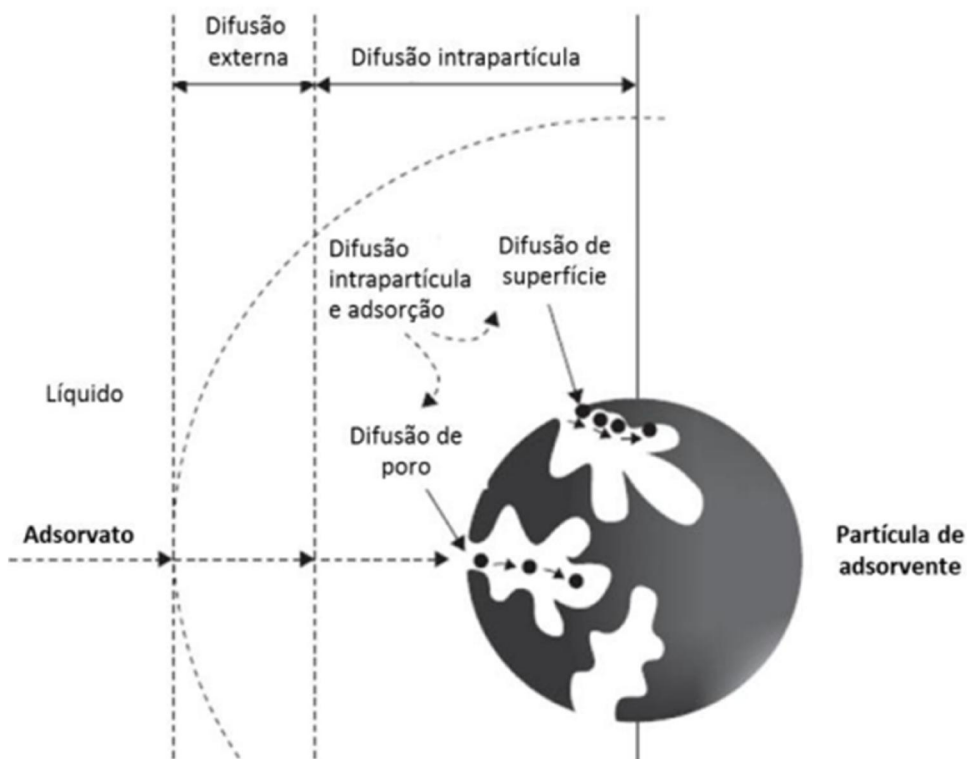 Difusão
externa
Difusão intrapartícula
Difusão
intrapartícula
e adsorção
Difusão de
superfície
Líquido
Difusão de
poro
Adsorvato
Partícula de
adsorvente